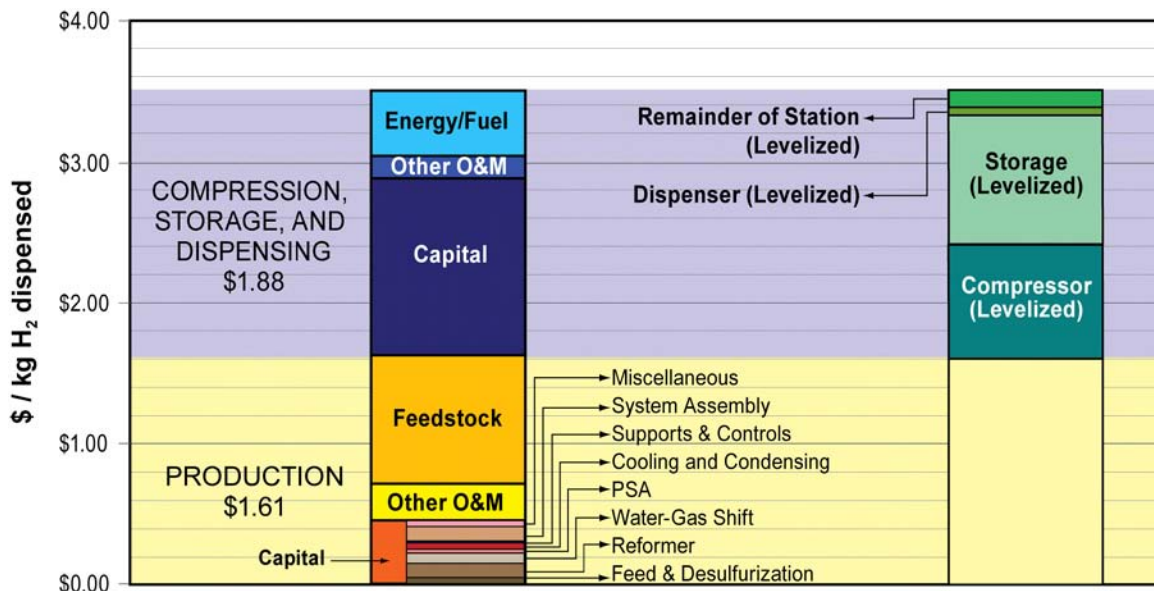 $4.00
$3.00
$2.00
$1.00
$0.00
$ / kg H₂ dispensed
COMPRESSION,
STORAGE, AND
DISPENSING
$1.88
PRODUCTION
$1.61
Energy/Fuel
Other O&M
Capital
Feedstock
Other O&M
Capital
Miscellaneous
System Assembly
Supports & Controls
Cooling and Condensing
PSA
Water-Gas Shift
Reformer
Feed & Desulfurization
Remainder of Station
(Levelized)
Dispenser (Levelized)
Storage
(Levelized)
Compressor
(Levelized)